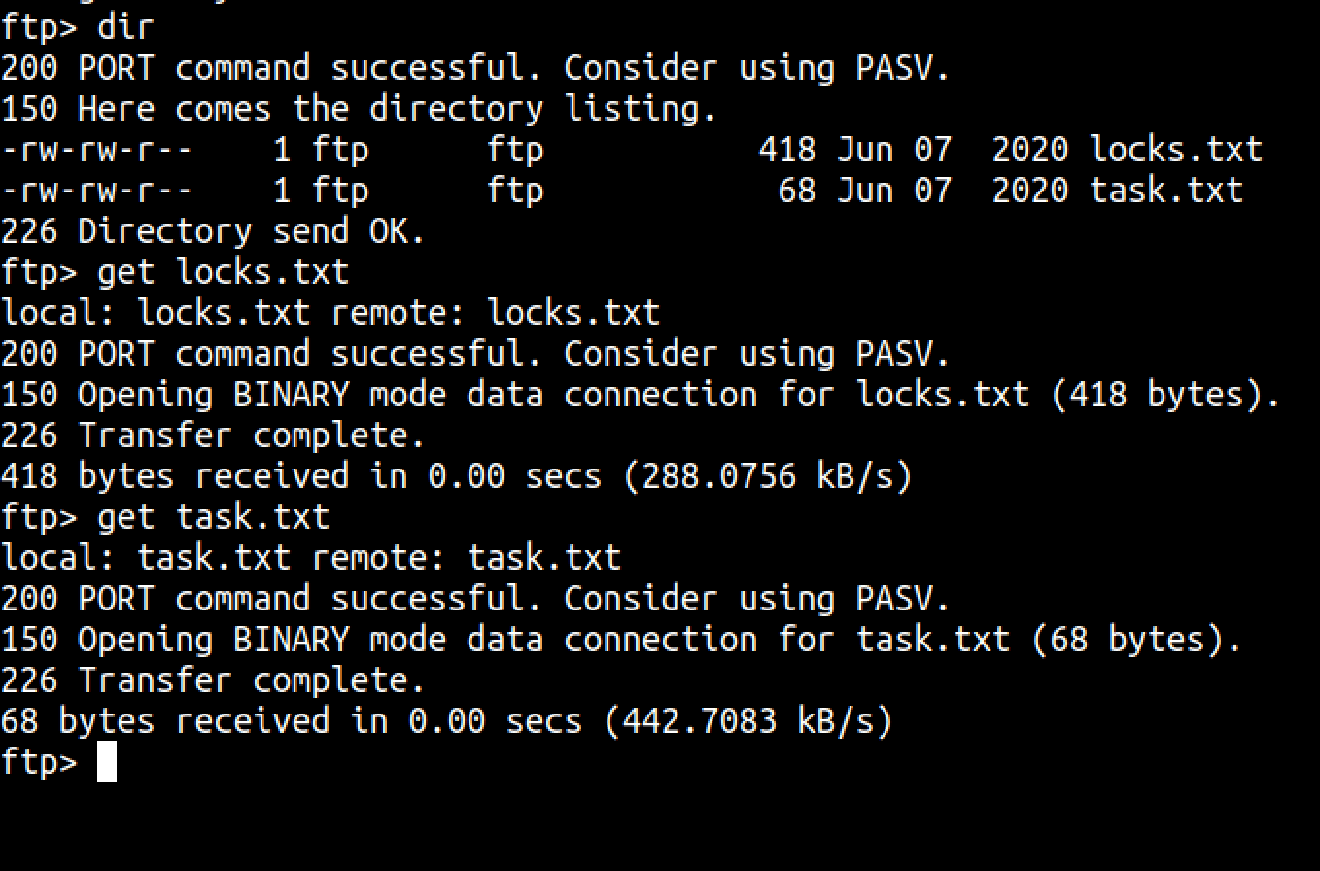 ftp> dir
200 PORT command successful. Consider using PASV.
150 Here comes the directory listing.
-rw-rw-r--    1 ftp      ftp           418 Jun 07  2020 locks.txt
-rw-rw-r--    1 ftp      ftp            68 Jun 07  2020 task.txt
226 Directory send OK.
ftp> get locks.txt
local: locks.txt remote: locks.txt
200 PORT command successful. Consider using PASV.
150 Opening BINARY mode data connection for locks.txt (418 bytes).
226 Transfer complete.
418 bytes received in 0.00 secs (288.0756 kB/s)
ftp> get task.txt
local: task.txt remote: task.txt
200 PORT command successful. Consider using PASV.
150 Opening BINARY mode data connection for task.txt (68 bytes).
226 Transfer complete.
68 bytes received in 0.00 secs (442.7083 kB/s)
ftp>